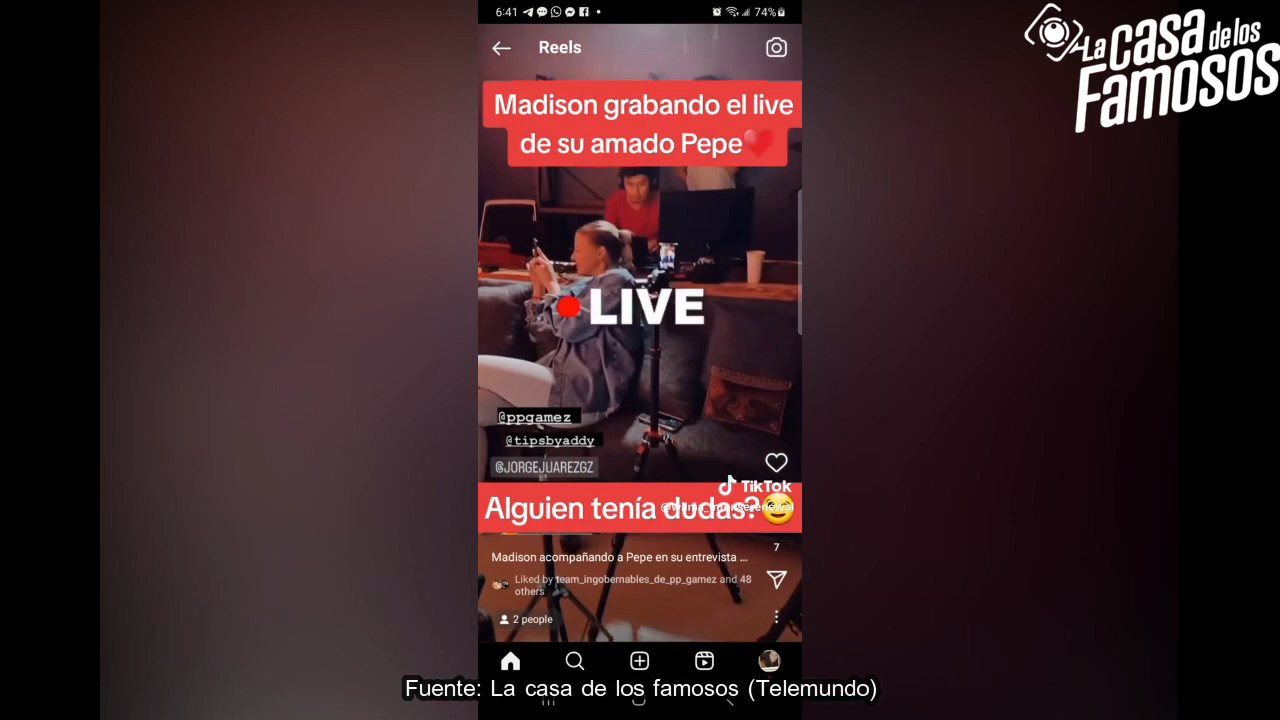 6:41
74%
La casa de los
Famosos
Reels
Madison grabando el live
de su amado Pepe
LIVE
@ppgamez
@tipsbyaddy
@JORGEJUAREZGZ
TikTok
Alguien tenía dudas?
7
Madison acompañando a Pepe en su entrevista ...
Liked by team_ingobernables_de_pp_gamez and 48
others
2 people
Fuente: La casa de los famosos (Telemundo)